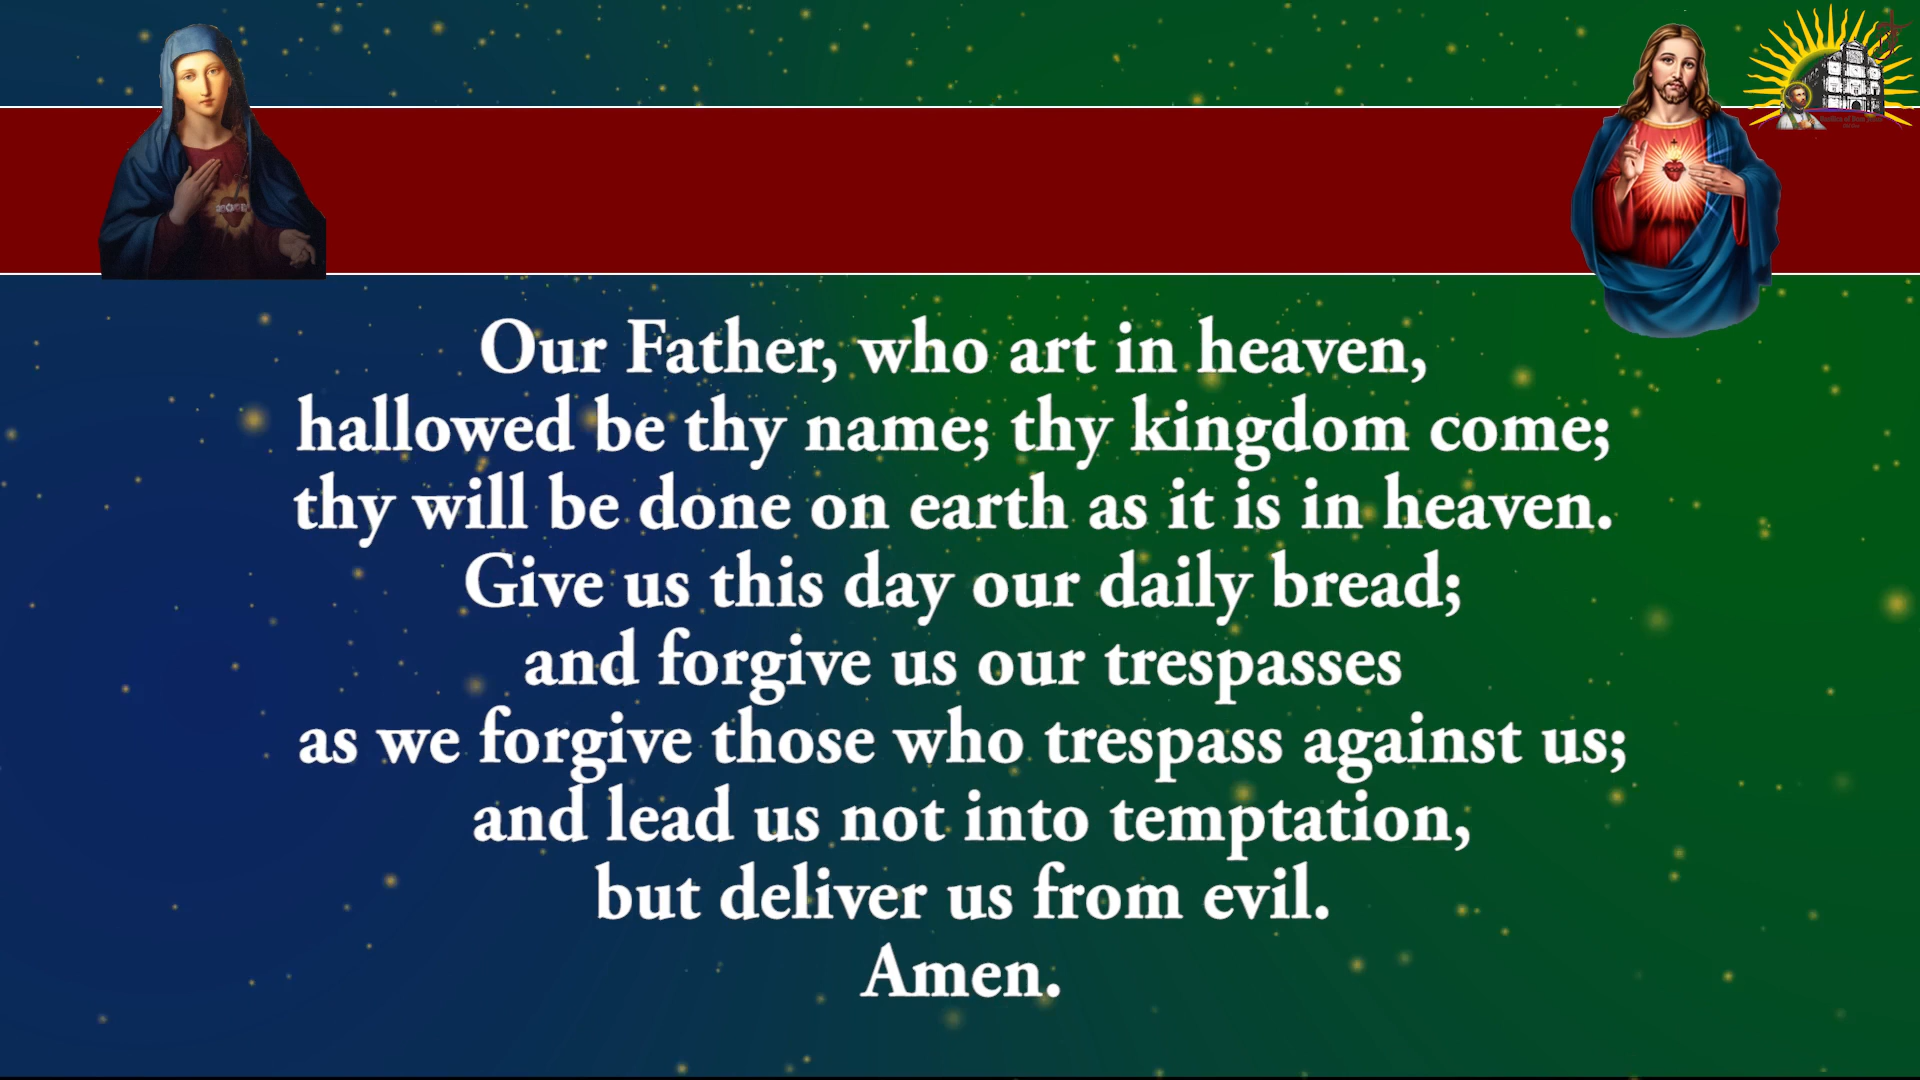 Our Father, who art in heaven,
hallowed be thy name; thy kingdom come;
thy will be done on earth as it is in heaven.
Give us this day our daily bread;
and forgive us our trespasses
as we forgive those who trespass against us;
and lead us not into temptation,
but deliver us from evil.
Amen.